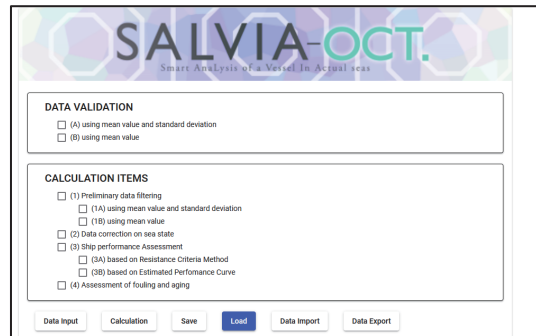 SALVIA-OCT.
Smart AnaLysis of a Vessel In Actual seas
DATA VALIDATION
(A) using mean value and standard deviation
(B) using mean value
CALCULATION ITEMS
(1) Preliminary data filtering
(1A) using mean value and standard deviation
(1B) using mean value
(2) Data correction on sea state
(3) Ship performance Assessment
(3A) based on Resistance Criteria Method
(3B) based on Estimated Perfomance Curve
(4) Assessment of fouling and aging
Data Input Calculation Save Load Data Import Data Export